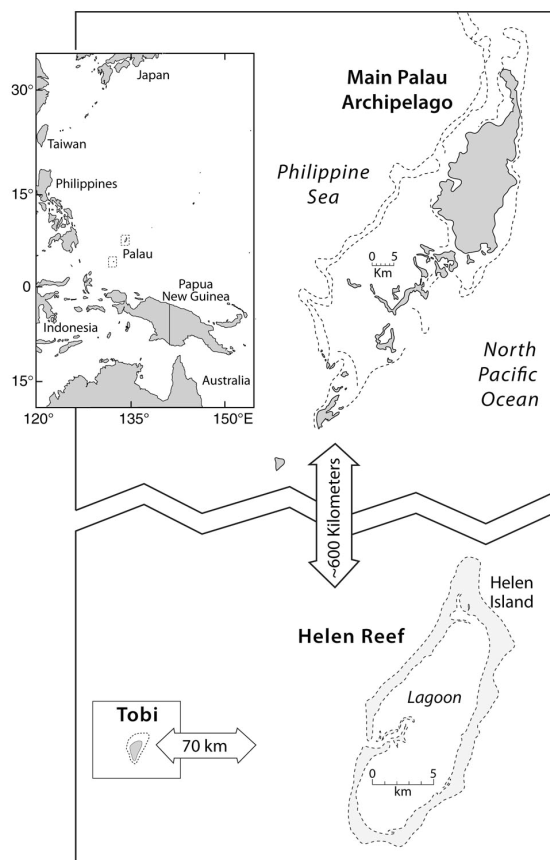 Japan
30°
Taiwan
Philippines
15°
Palau
0
Papua
New Guinea
Indonesia
Australia
15°
120°
135°
150°E
Main Palau
Archipelago
Philippine
Sea
0 5
Km
North
Pacific
Ocean
~600 Kilometers
Helen
Island
Helen Reef
Lagoon
Tobi
70 km
0 5
km